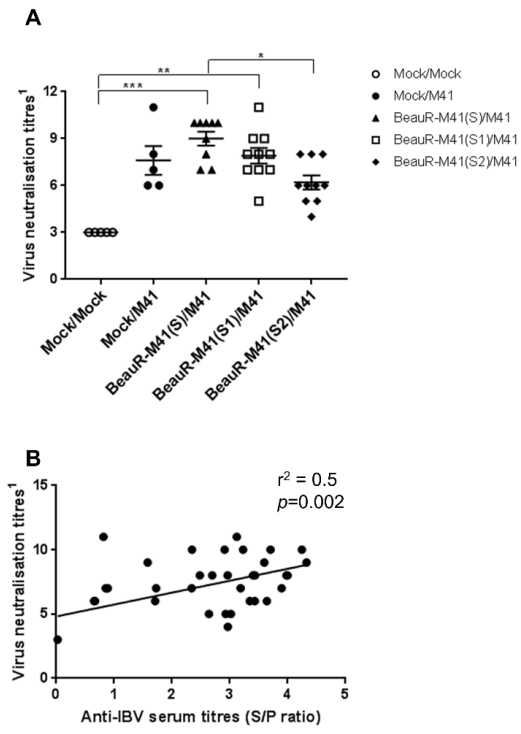 A
***
**
*
Virus neutralisation titres1
12
9
6
3
0
Mock/Mock
Mock/M41
BeauR-M41(S)/M41
BeauR-M41(S1)/M41
BeauR-M41(S2)/M41
Mock/Mock
Mock/M41
BeauR-M41(S)/M41
BeauR-M41(S1)/M41
BeauR-M41(S2)/M41
B
r2 = 0.5
p=0.002
Virus neutralisation titres1
15
10
5
0
0
1
2
3
4
5
Anti-IBV serum titres (S/P ratio)